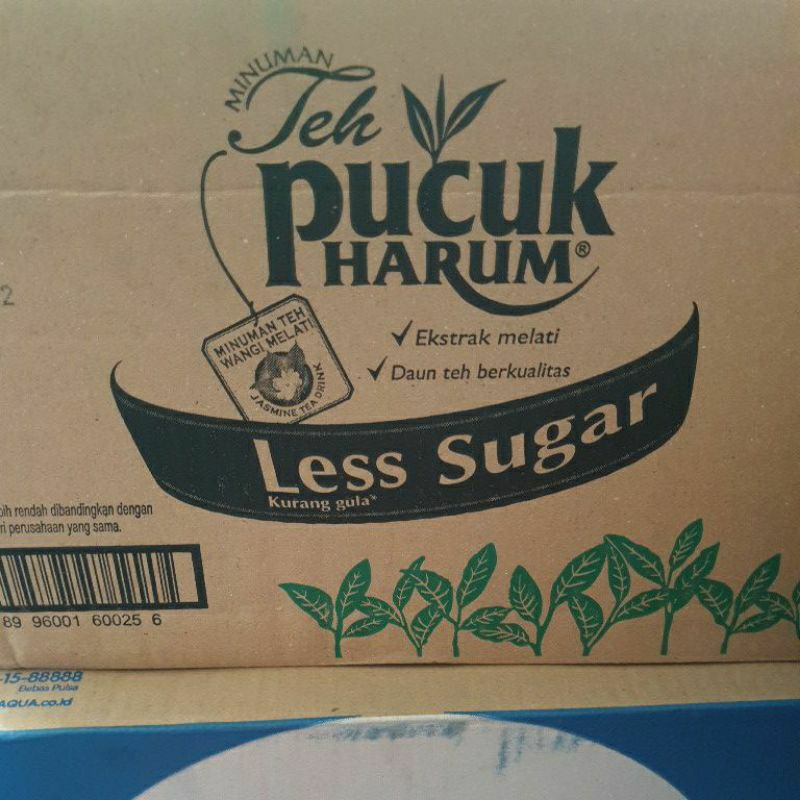 MINUMAN
Teh
pucuk
HARUM®
MINUMAN TEH
WANGI MELATI
JASMINE TEA DRINK
✓ Ekstrak melati
✓ Daun teh berkualitas
Less Sugar
Kurang gula*
2
rendah dibandingkan dengan
perusahaan yang sama.
89 96001 60025 6
-15-88888
Bebas Pulsa
AQUA.co.id